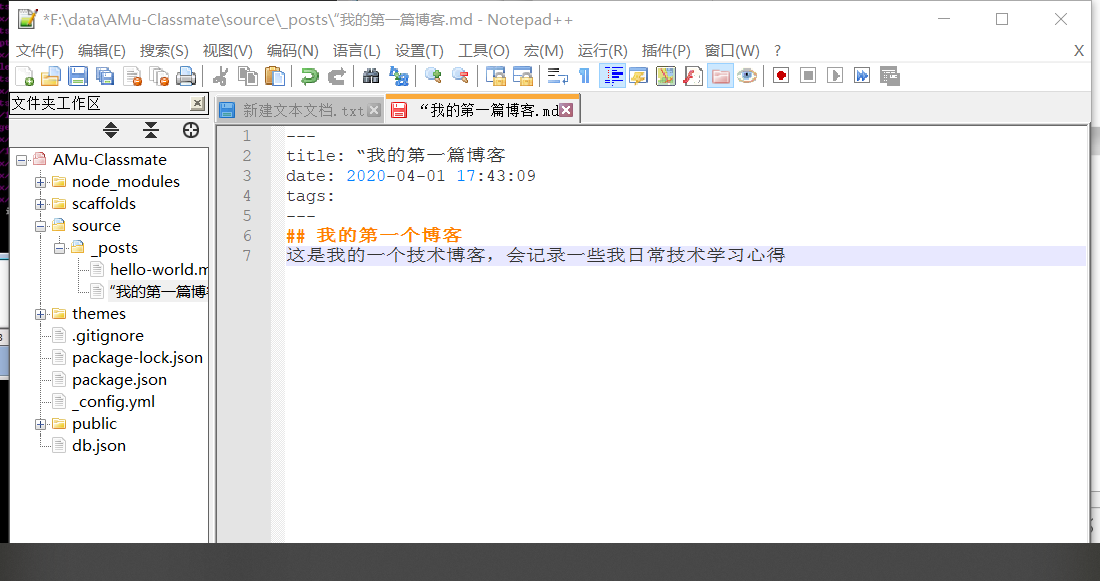 *F:\data\AMu-Classmate\source\_posts\“我的第一篇博客.md - Notepad++
文件(F) 编辑(E) 搜索(S) 视图(V) 编码(N) 语言(L) 设置(T) 工具(O) 宏(M) 运行(R) 插件(P) 窗口(W) ? X
文件夹工作区
新建文本文档.txt “我的第一篇博客.md
AMu-Classmate
node_modules
scaffolds
source
_posts
hello-world.m
“我的第一篇博
themes
.gitignore
package-lock.json
package.json
_config.yml
public
db.json
1 ---
2 title: “我的第一篇博客
3 date: 2020-04-01 17:43:09
4 tags:
5 ---
6 ## 我的第一个博客
7 这是我的一个技术博客，会记录一些我日常技术学习心得